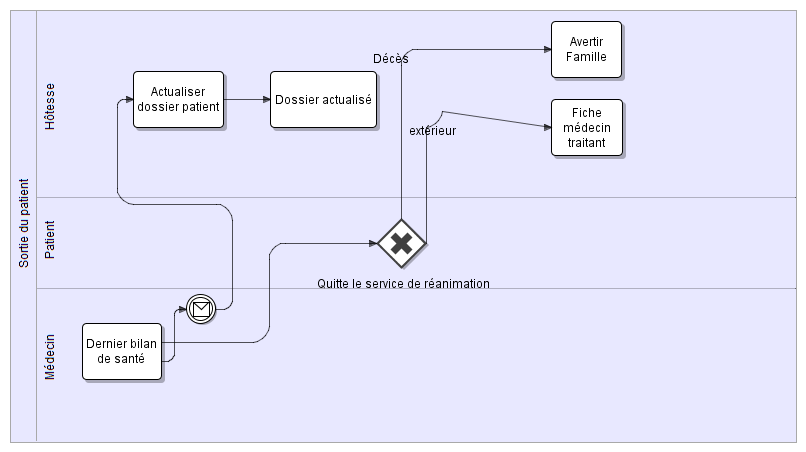 Sortie du patient
Hôtesse
Actualiser
dossier patient
Dossier actualisé
Décès
Avertir
Famille
extérieur
Fiche
médecin
traitant
Patient
Quitte le service de réanimation
Médecin
Dernier bilan
de santé